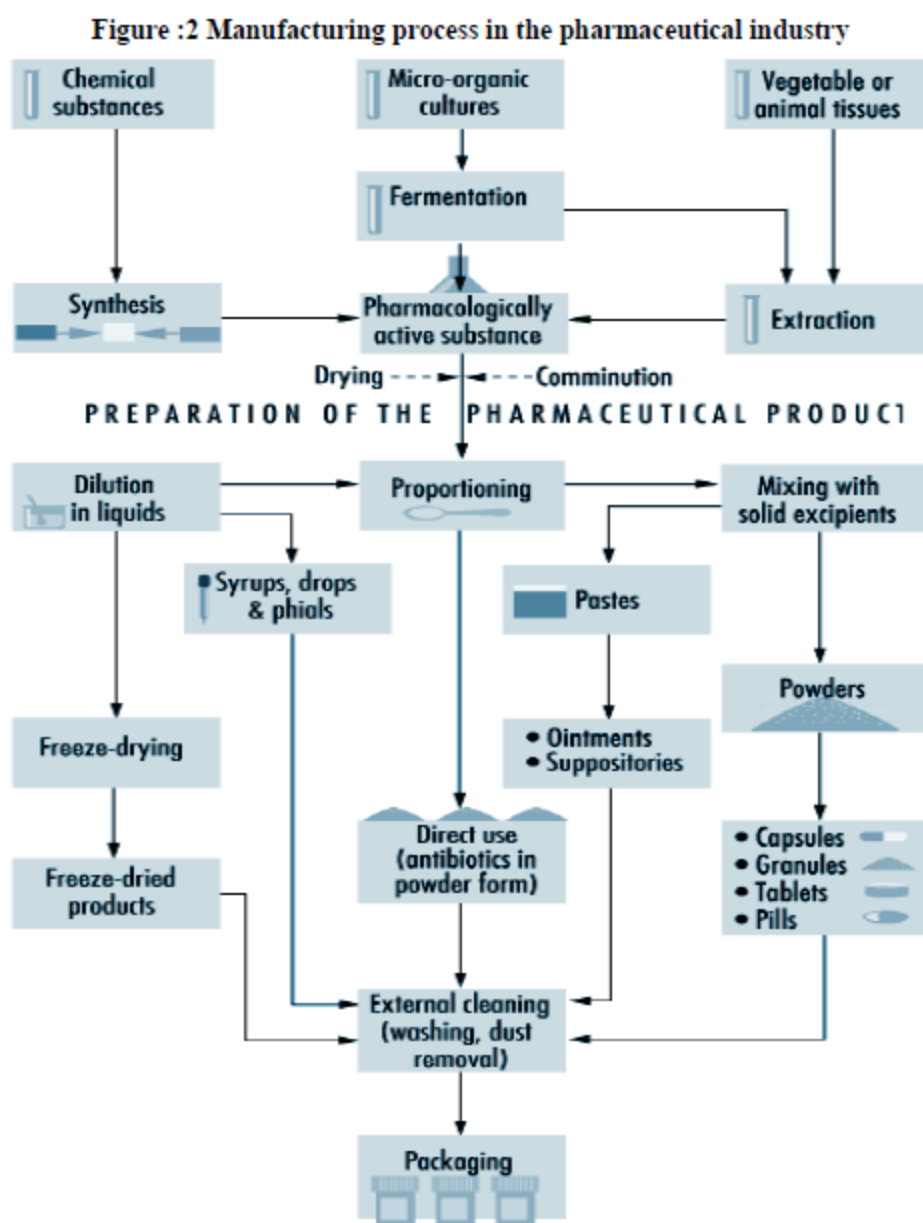 Figure :2 Manufacturing process in the pharmaceutical industry
Chemical
substances
Micro-organic
cultures
Vegetable or
animal tissues
Fermentation
Synthesis
Pharmacologically
active substance
Extraction
Drying
Comminution
PREPARATION OF THE PHARMACEUTICAL PRODUCT
Dilution
in liquids
Proportioning
Mixing with
solid excipients
Syrups, drops
& phials
Pastes
Powders
Freeze-drying
• Ointments
• Suppositories
Direct use
(antibiotics in
powder form)
• Capsules
• Granules
• Tablets
• Pills
Freeze-dried
products
External cleaning
(washing, dust
removal)
Packaging